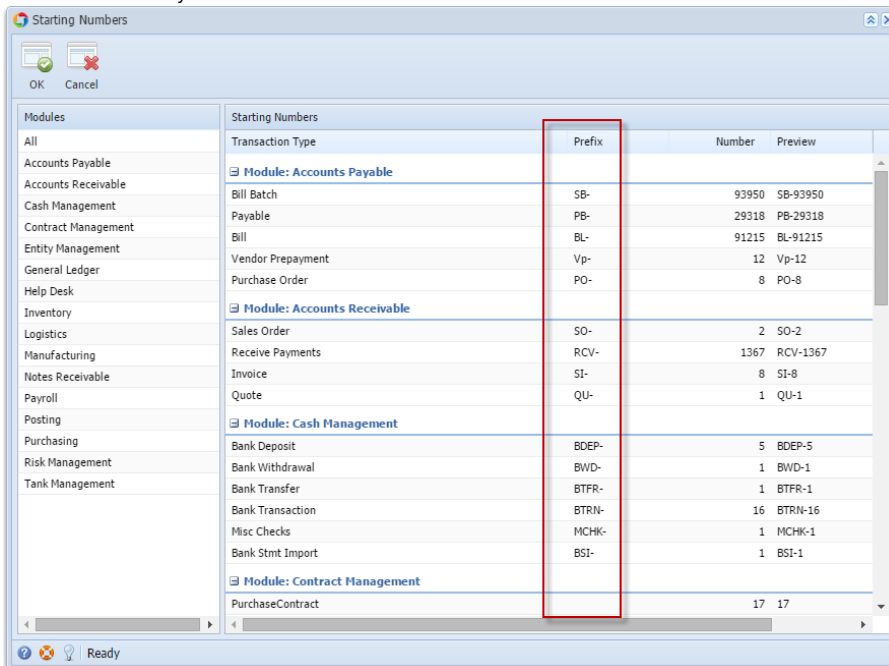 Starting Numbers
OK Cancel
Modules
All
Accounts Payable
Accounts Receivable
Cash Management
Contract Management
Entity Management
General Ledger
Help Desk
Inventory
Logistics
Manufacturing
Notes Receivable
Payroll
Posting
Purchasing
Risk Management
Tank Management
Starting Numbers
Transaction Type Prefix Number Preview
Module: Accounts Payable
Bill Batch SB- 93950 SB-93950
Payable PB- 29318 PB-29318
Bill BL- 91215 BL-91215
Vendor Prepayment Vp- 12 Vp-12
Purchase Order PO- 8 PO-8
Module: Accounts Receivable
Sales Order SO- 2 SO-2
Receive Payments RCV- 1367 RCV-1367
Invoice SI- 8 SI-8
Quote QU- 1 QU-1
Module: Cash Management
Bank Deposit BDEP- 5 BDEP-5
Bank Withdrawal BWD- 1 BWD-1
Bank Transfer BTFR- 1 BTFR-1
Bank Transaction BTRN- 16 BTRN-16
Misc Checks MCHK- 1 MCHK-1
Bank Stmt Import BSI- 1 BSI-1
Module: Contract Management
PurchaseContract 17 17
Ready